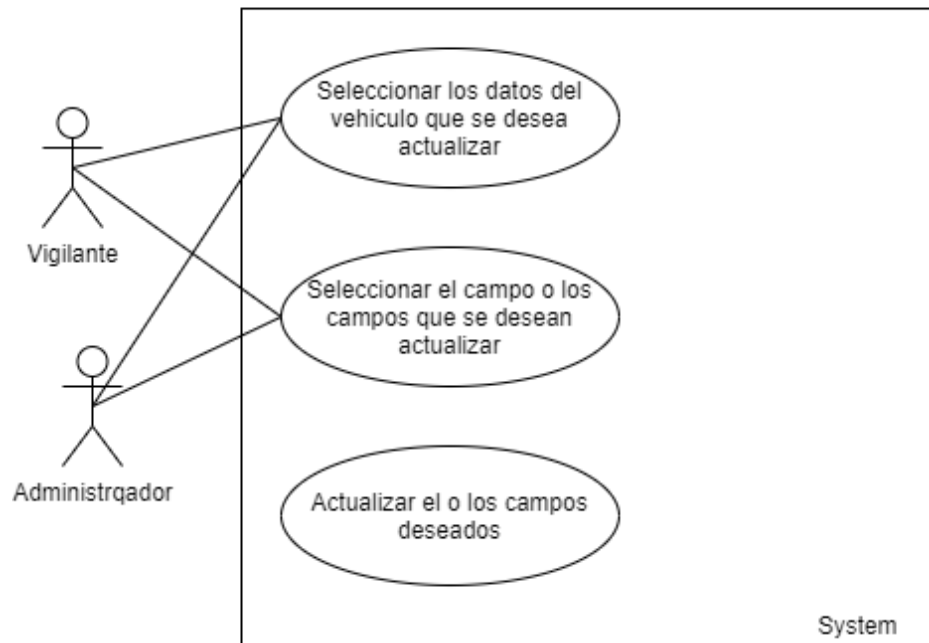 Seleccionar los datos del
vehiculo que se desea
actualizar
Vigilante
Seleccionar el campo o los
campos que se desean
actualizar
Administrqador
Actualizar el o los campos
deseados
System